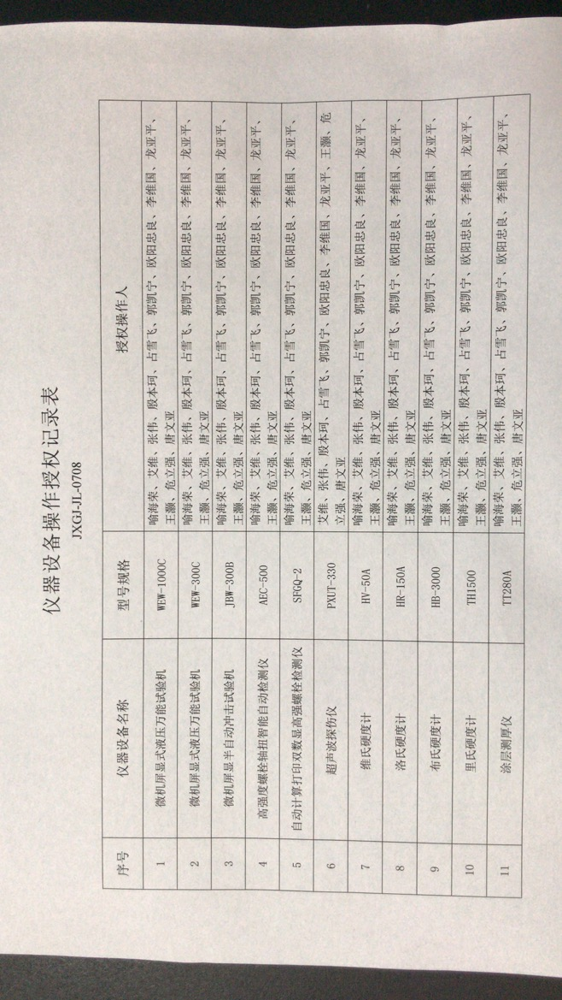 仪器设备操作授权记录表
JXGJ-JL-0708
序号 仪器设备名称 型号规格 授权操作人
1 微机屏显式液压万能试验机 WEW-1000C 喻海荣、艾维、张伟、殷本珂、占雪飞、郭凯宁、欧阳忠良、李维国、龙亚平、
王灏、危立强、唐文亚
2 微机屏显式液压万能试验机 WEW-300C 喻海荣、艾维、张伟、殷本珂、占雪飞、郭凯宁、欧阳忠良、李维国、龙亚平、
王灏、危立强、唐文亚
3 微机屏显半自动冲击试验机 JBW-300B 喻海荣、艾维、张伟、殷本珂、占雪飞、郭凯宁、欧阳忠良、李维国、龙亚平、
王灏、危立强、唐文亚
4 高强度螺栓轴扭智能自动检测仪 AEC-500 喻海荣、艾维、张伟、殷本珂、占雪飞、郭凯宁、欧阳忠良、李维国、龙亚平、
王灏、危立强、唐文亚
5 自动计算打印双数显高强螺栓检测仪 SFGQ-2 喻海荣、艾维、张伟、殷本珂、占雪飞、郭凯宁、欧阳忠良、李维国、龙亚平、
王灏、危立强、唐文亚
6 超声波探伤仪 PXUT-330 艾维、张伟、殷本珂、占雪飞、郭凯宁、欧阳忠良、李维国、龙亚平、王灏、危
立强、唐文亚
7 维氏硬度计 HV-50A 喻海荣、艾维、张伟、殷本珂、占雪飞、郭凯宁、欧阳忠良、李维国、龙亚平、
王灏、危立强、唐文亚
8 洛氏硬度计 HR-150A 喻海荣、艾维、张伟、殷本珂、占雪飞、郭凯宁、欧阳忠良、李维国、龙亚平、
王灏、危立强、唐文亚
9 布氏硬度计 HB-3000 喻海荣、艾维、张伟、殷本珂、占雪飞、郭凯宁、欧阳忠良、李维国、龙亚平、
王灏、危立强、唐文亚
10 里氏硬度计 TH1500 喻海荣、艾维、张伟、殷本珂、占雪飞、郭凯宁、欧阳忠良、李维国、龙亚平、
王灏、危立强、唐文亚
11 涂层测厚仪 TT280A 喻海荣、艾维、张伟、殷本珂、占雪飞、郭凯宁、欧阳忠良、李维国、龙亚平、
王灏、危立强、唐文亚